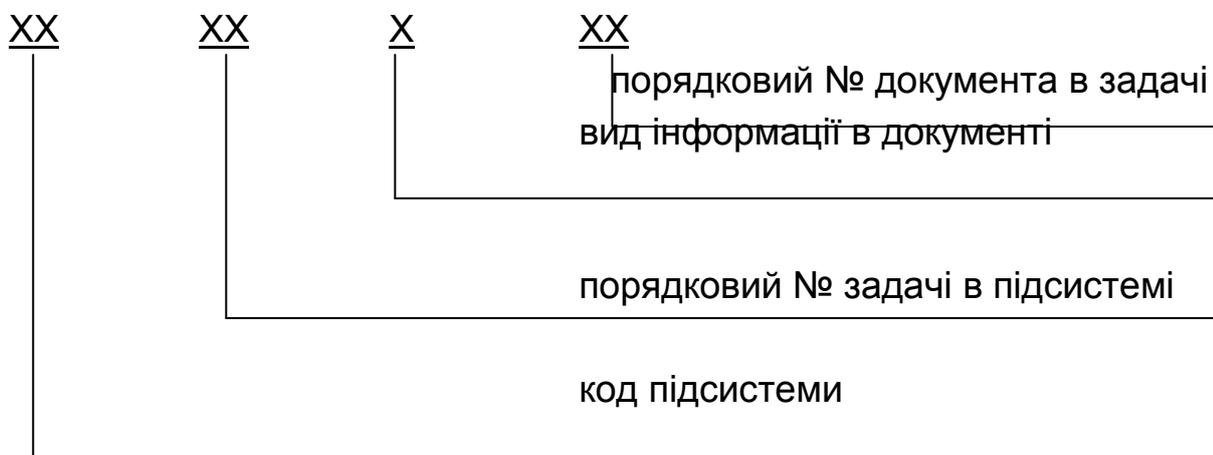 XX XX X XX
порядковий № документа в задачі
вид інформації в документі
порядковий № задачі в підсистемі
код підсистеми